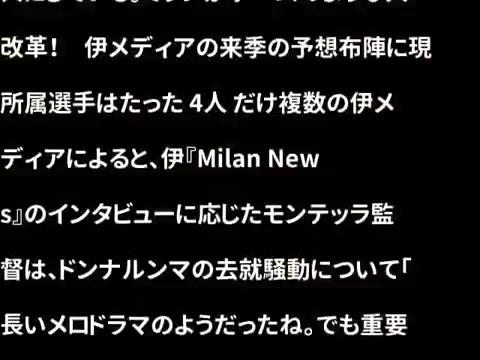 改革！　伊メディアの来季の予想布陣に現
所属選手はたった 4人 だけ複数の伊メ
ディアによると、伊『Milan New
s』のインタビューに応じたモンテッラ監
督は、ドンナルンマの去就騒動について「
長いメロドラマのようだったね。でも重要